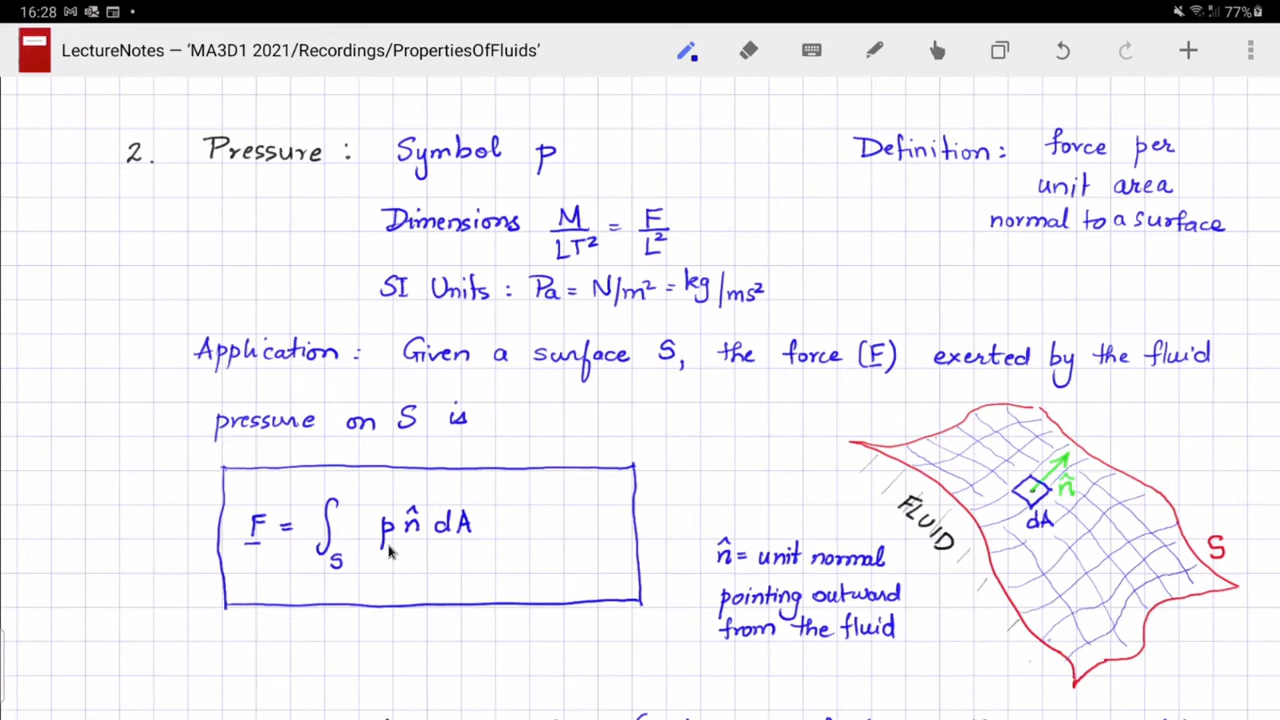 16:28
77%
LectureNotes — 'MA3D1 2021/Recordings/PropertiesOfFluids'
2. Pressure : Symbol p
Definition: force per
unit area
normal to a surface
Dimensions M/LT² = F/L²
SI Units : Pa = N/m² = kg/ms²
Application : Given a surface S, the force (F) exerted by the fluid
pressure on S is
F = ∫_S p n̂ dA
n̂ = unit normal
pointing outward
from the fluid
FLUID
n̂
dA
S